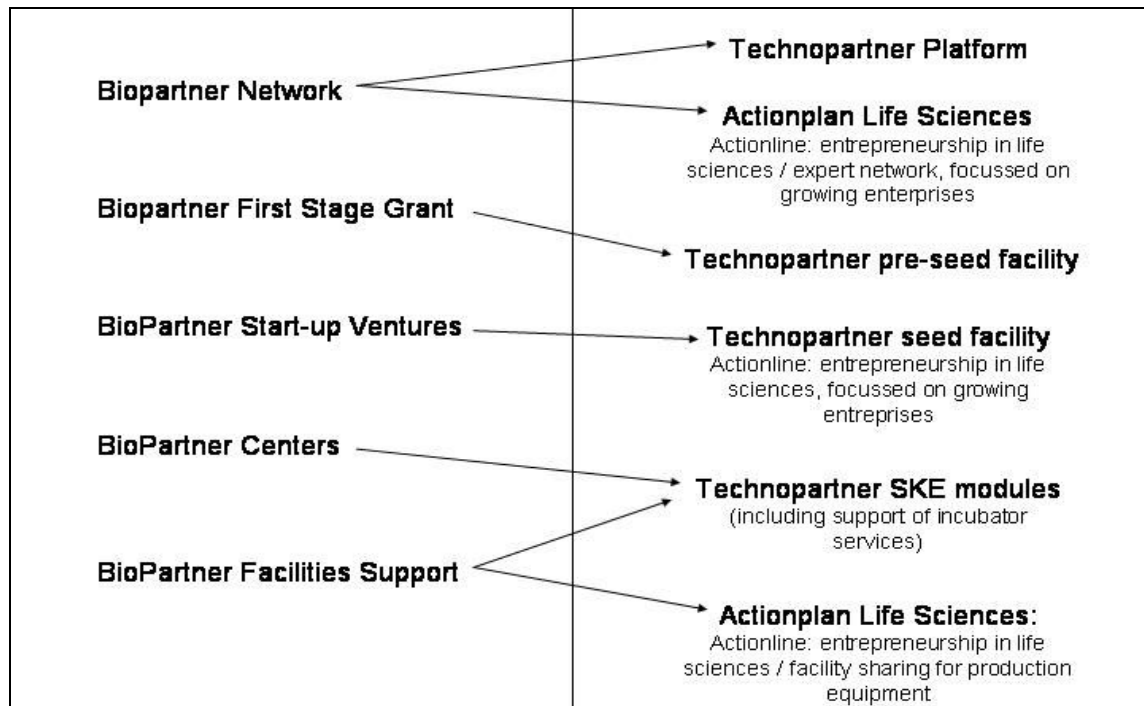 Technopartner Platform
Biopartner Network
Actionplan Life Sciences
Actionline: entrepreneurship in life
sciences / expert network, focussed on
growing enterprises
Biopartner First Stage Grant
Technopartner pre-seed facility
BioPartner Start-up Ventures
Technopartner seed facility
Actionline: entrepreneurship in life
sciences, focussed on growing
entreprises
BioPartner Centers
Technopartner SKE modules
(including support of incubator
services)
BioPartner Facilities Support
Actionplan Life Sciences:
Actionline: entrepreneurship in life
sciences / facility sharing for production
equipment